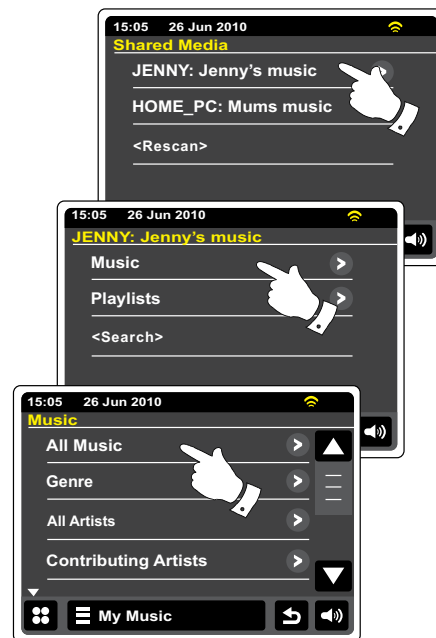 15:05 26 Jun 2010
Shared Media
JENNY: Jenny’s music
HOME_PC: Mums music
<Rescan>
15:05 26 Jun 2010
JENNY: Jenny’s music
Music
Playlists
<Search>
15:05 26 Jun 2010
Music
All Music
Genre
All Artists
Contributing Artists
My Music